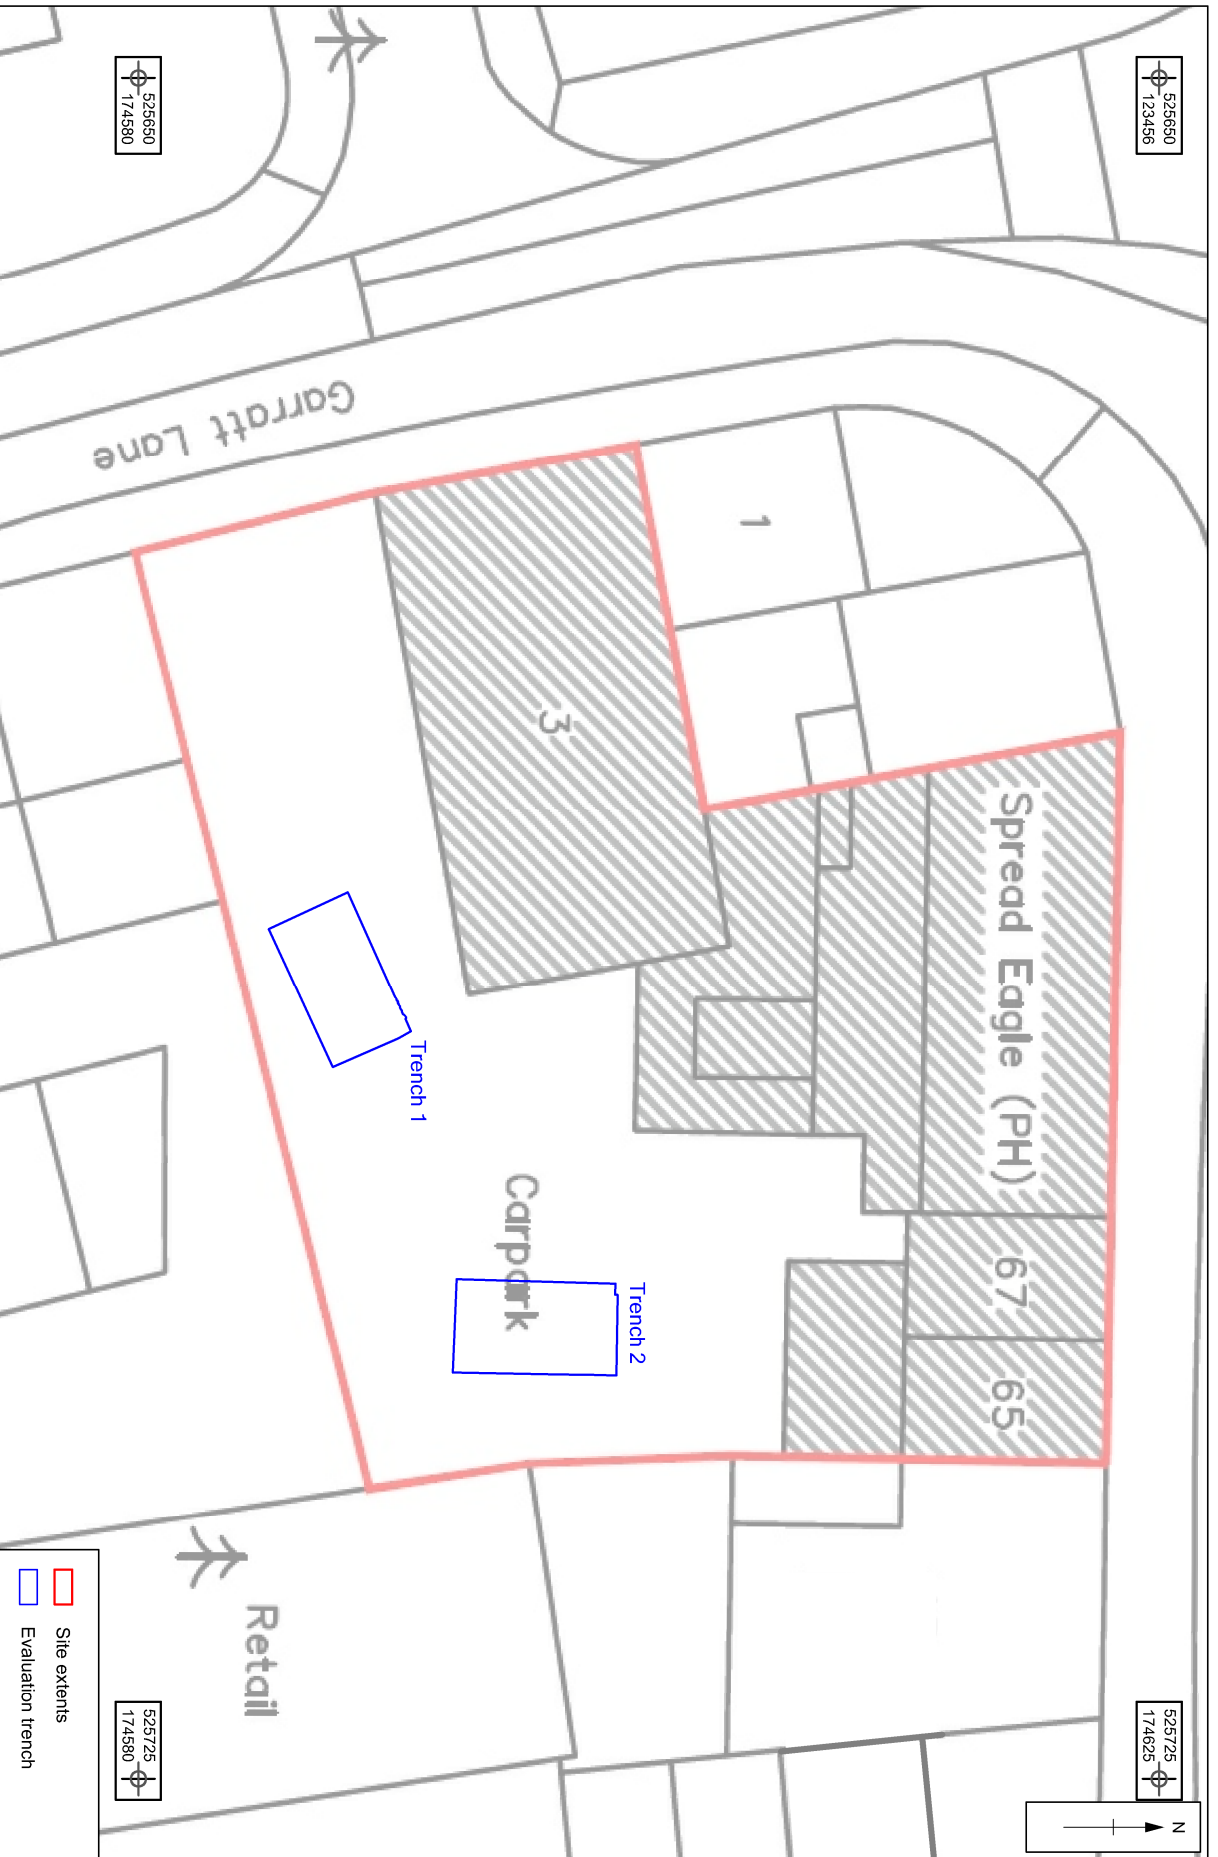 525650
123456
525725
174625
N
Spread Eagle (PH)
67
65
1
3
Garratt Lane
Trench 2
Carpark
Trench 1
Retail
525650
174580
525725
174580
Site extents
Evaluation trench